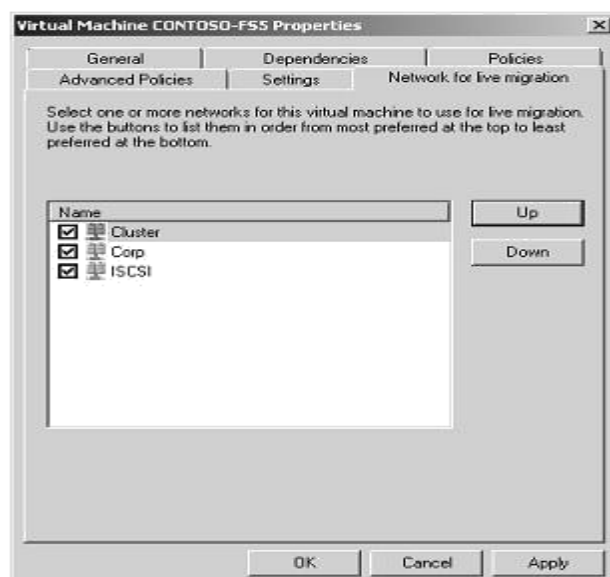 Virtual Machine CONTOSO-FS5 Properties
General Dependencies Policies
Advanced Policies Settings Network for live migration
Select one or more networks for this virtual machine to use for live migration.
Use the buttons to list them in order from most preferred at the top to least
preferred at the bottom.
Name
Up
Cluster
Corp
Down
ISCSI
OK Cancel Apply